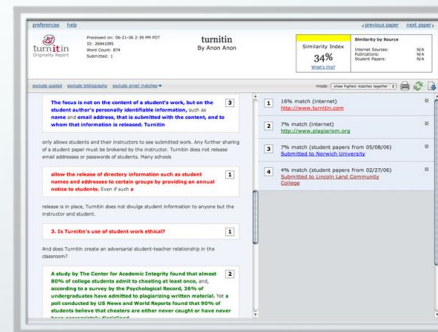 preferences help
« previous paper next paper »
turnitin
Originality Report
Processed on: 06-21-06 2:39 PM PDT
ID: 28941095
Word Count: 874
Submitted: 1
turnitin
By Anon Anon
Similarity Index
34%
What's this?
Similarity by Source
Internet Sources: N/A
Publications: N/A
Student Papers: N/A
exclude quoted exclude bibliography exclude small matches
mode: show highest matches together
The focus is not on the content of a student's work, but on the
student author's personally identifiable information, such as
name and email address, that is submitted with the content, and to
whom that information is released. Turnitin
3
only allows students and their instructors to see submitted work. Any further sharing
of a student paper must be brokered by the instructor. Turnitin does not release
email addresses or passwords of students. Many schools
allow the release of directory information such as student
names and addresses to certain groups by providing an annual
notice to students. Even if such a
1
release is in place, Turnitin does not divulge student information to anyone but the
instructor and student.
3. Is Turnitin's use of student work ethical?
1
And does Turnitin create an adversarial student-teacher relationship in the
classroom?
A study by The Center for Academic Integrity found that almost
80% of college students admit to cheating at least once, and,
according to a survey by the Psychological Record, 36% of
undergraduates have admitted to plagiarizing written material. Yet a
poll conducted by US News and World Reports found that 90% of
students believe that cheaters are either never caught or have never
been appropriately disciplined
2
1
16% match (internet)
http://www.turnitin.com
2
7% match (internet)
http://www.plagiarism.org
3
7% match (student papers from 05/08/06)
Submitted to Norwich University
4
4% match (student papers from 02/27/06)
Submitted to Lincoln Land Community
College